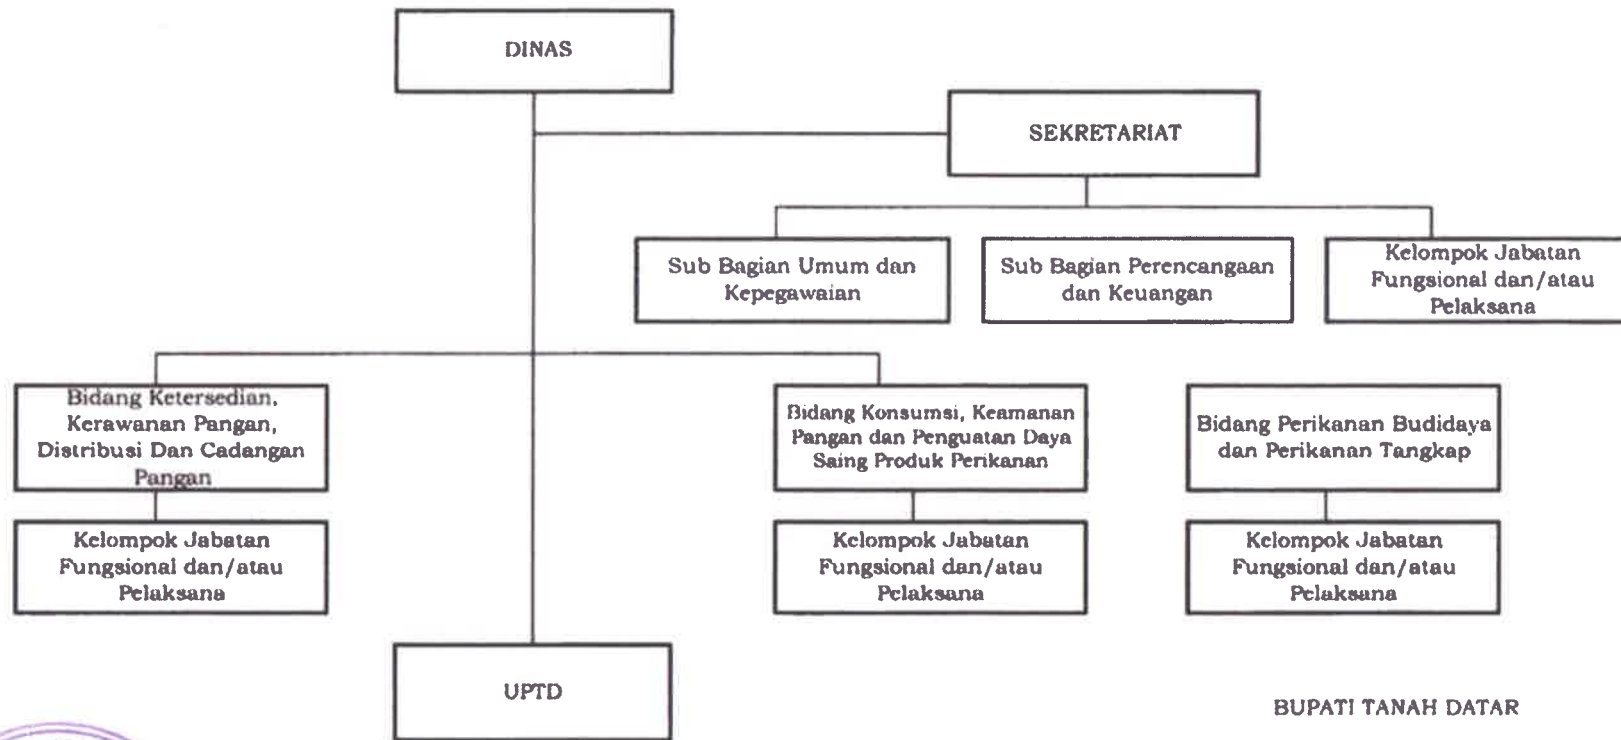 DINAS
SEKRETARIAT
Sub Bagian Umum dan
Kepegawaian
Sub Bagian Perencangaan
dan Keuangan
Kelompok Jabatan
Fungsional dan/atau
Pelaksana
Bidang Ketersedian,
Kerawanan Pangan,
Distribusi Dan Cadangan
Pangan
Bidang Konsumsi, Keamanan
Pangan dan Penguatan Daya
Saing Produk Perikanan
Bidang Perikanan Budidaya
dan Perikanan Tangkap
Kelompok Jabatan
Fungsional dan/atau
Pelaksana
Kelompok Jabatan
Fungsional dan/atau
Pelaksana
Kelompok Jabatan
Fungsional dan/atau
Pelaksana
UPTD
BUPATI TANAH DATAR